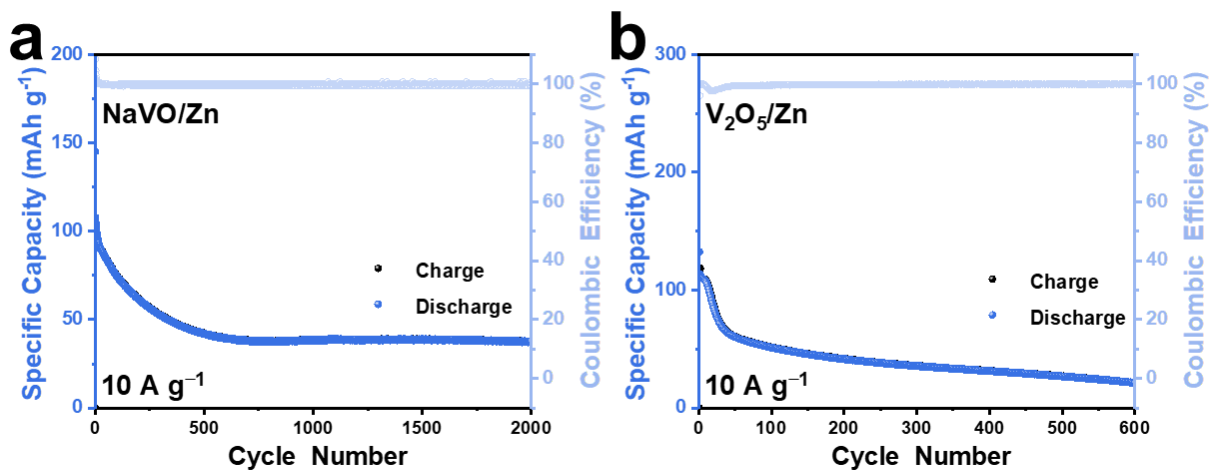 a
NaVO/Zn
Specific Capacity (mAh g⁻¹)
200
150
100
50
0
Coulombic Efficiency (%)
100
80
60
40
20
0
Charge
Discharge
10 A g⁻¹
0 500 1000 1500 2000
Cycle Number
b
V₂O₅/Zn
Specific Capacity (mAh g⁻¹)
300
200
100
0
Coulombic Efficiency (%)
100
80
60
40
20
0
Charge
Discharge
10 A g⁻¹
0 100 200 300 400 500 600
Cycle Number